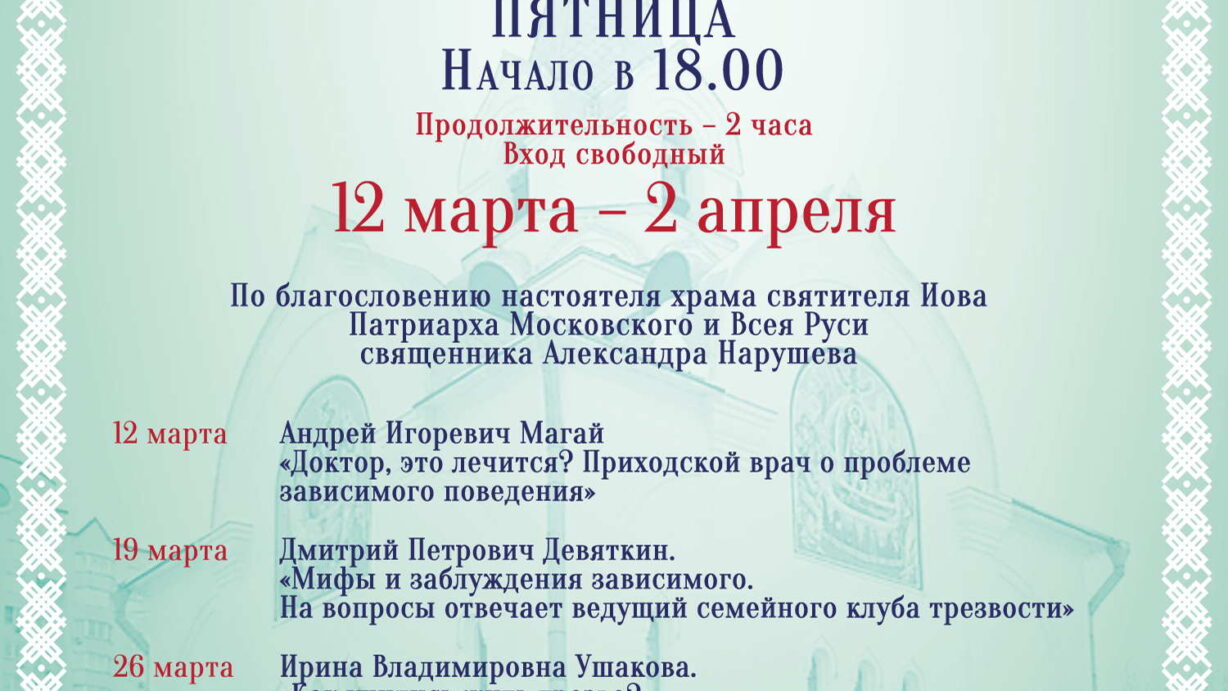 ПЯТНИЦА
Начало в 18.00
Продолжительность – 2 часа
Вход свободный
12 марта – 2 апреля
По благословению настоятеля храма святителя Иова
Патриарха Московского и Всея Руси
священника Александра Нарушева
12 марта Андрей Игоревич Магай
«Доктор, это лечится? Приходской врач о проблеме
зависимого поведения»
19 марта Дмитрий Петрович Девяткин.
«Мифы и заблуждения зависимого.
На вопросы отвечает ведущий семейного клуба трезвости»
26 марта Ирина Владимировна Ушакова.